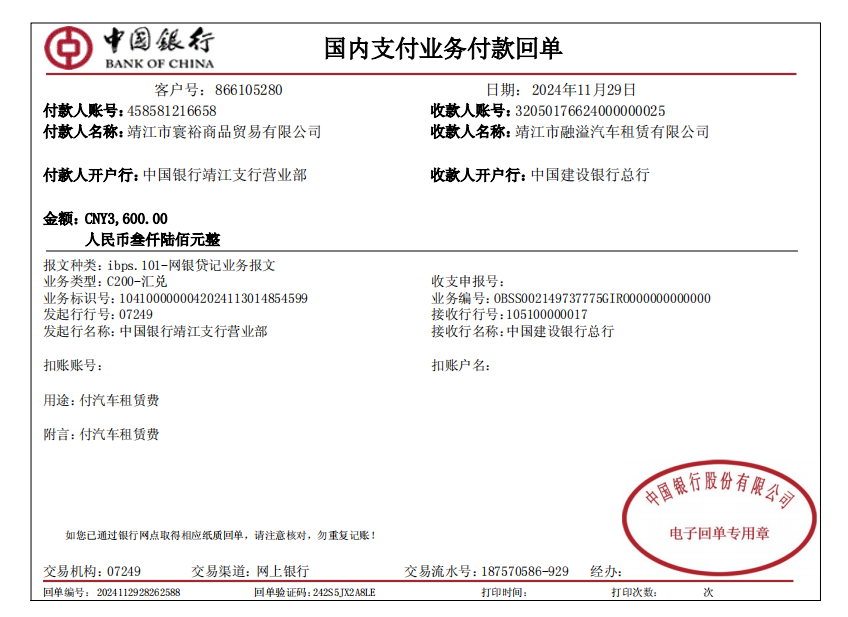 中国银行
BANK OF CHINA
国内支付业务付款回单
客户号：866105280 日期：2024年11月29日
付款人账号：458581216658 收款人账号：32050176624000000025
付款人名称：靖江市寰裕商品贸易有限公司 收款人名称：靖江市融溢汽车租赁有限公司
付款人开户行：中国银行靖江支行营业部 收款人开户行：中国建设银行总行
金额：CNY3,600.00
人民币叁仟陆佰元整
报文种类：ibps.101-网银贷记业务报文
业务类型：C200-汇兑 收支申报号：
业务标识号：1041000000042024113014854599 业务编号：OBSS002149737775GIRO000000000000
发起行行号：07249 接收行行号：105100000017
发起行名称：中国银行靖江支行营业部 接收行名称：中国建设银行总行
扣账账号： 扣账户名：
用途：付汽车租赁费
附言：付汽车租赁费
中国银行股份有限公司
电子回单专用章
如您已通过银行网点取得相应纸质回单，请注意核对，勿重复记账！
交易机构：07249 交易渠道：网上银行 交易流水号：187570586-929 经办：
回单编号：2024112928262588 回单验证码：242S5JX2A8LE 打印时间： 打印次数： 次